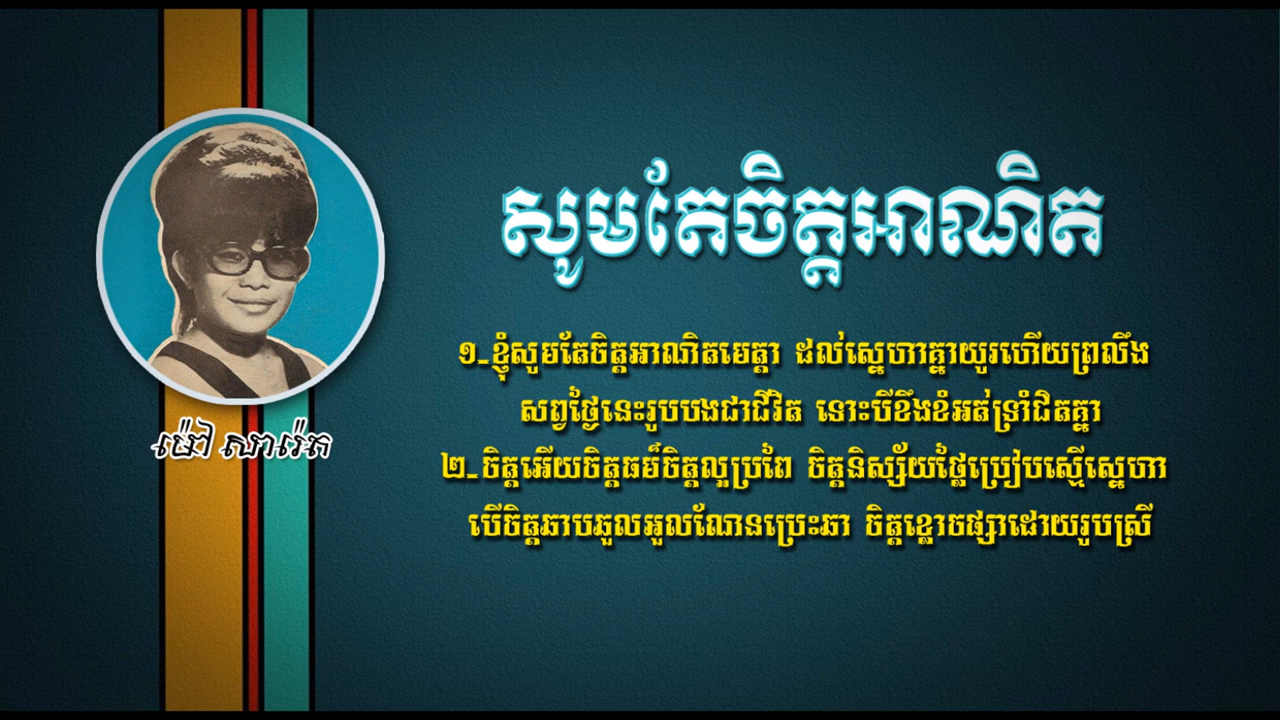 សូមតែចិត្តអាណិត
១-ខ្ញុំសូមតែចិត្តអាណិតមេត្តា ដល់ស្នេហាគ្នាយូរហើយព្រលឹង
សព្វថ្ងៃនេះរូបបងជាជីវិត ទោះបីខឹងខំអត់ទ្រាំជិតគ្នា
២-ចិត្តអើយចិត្តធម៌ចិត្តល្អប្រពៃ ចិត្តនិស្ស័យថ្លៃប្រៀបស្មើស្នេហា
បើចិត្តឆាបឆួលអួលណែនប្រេះឆា ចិត្តខ្លោចផ្សាដោយរូបស្រី
ម៉ៅ សារ៉េត